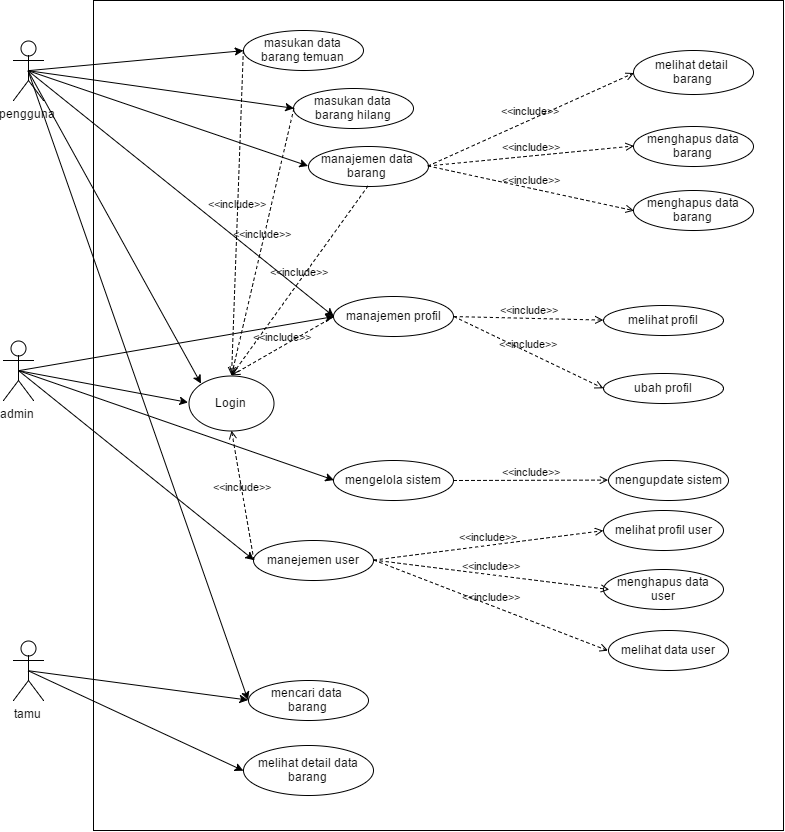 masukan data
barang temuan
melihat detail
barang
pengguna
masukan data
barang hilang
<<include>>
manajemen data
barang
<<include>>
menghapus data
barang
<<include>>
menghapus data
barang
<<include>>
<<include>>
<<include>>
manajemen profil
<<include>>
melihat profil
<<include>>
<<include>>
ubah profil
admin
Login
mengelola sistem
<<include>>
mengupdate sistem
<<include>>
melihat profil user
<<include>>
manejemen user
<<include>>
menghapus data
user
<<include>>
melihat data user
tamu
mencari data
barang
melihat detail data
barang